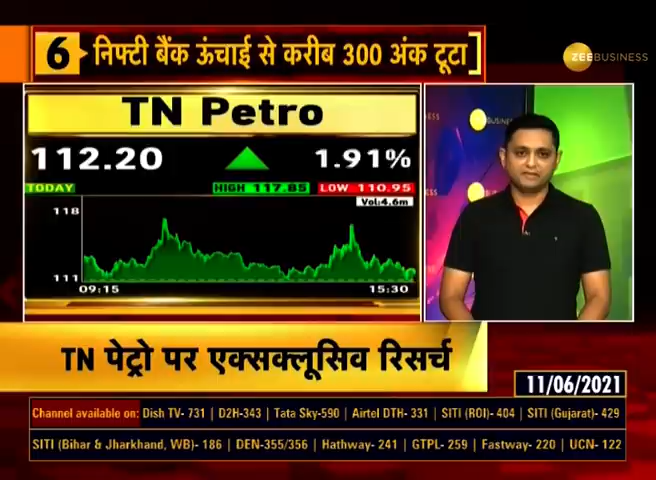 6
निफ्टी बैंक ऊंचाई से करीब 300 अंक टूटा
ZEEBUSINESS
TN Petro
112.20 1.91%
TODAY HIGH 117.85 LOW 110.95
Vol:4.6m
118
111
09:15 15:30
BUSINESS
BUSINESS
TN पेट्रो पर एक्सक्लूसिव रिसर्च
11/06/2021
Channel available on: Dish TV- 731 | D2H-343 | Tata Sky-590 | Airtel DTH- 331 | SITI (ROI)- 404 | SITI (Gujarat)- 429
SITI (Bihar & Jharkhand, WB)- 186 | DEN-355/356 | Hathway- 241 | GTPL- 259 | Fastway- 220 | UCN- 122